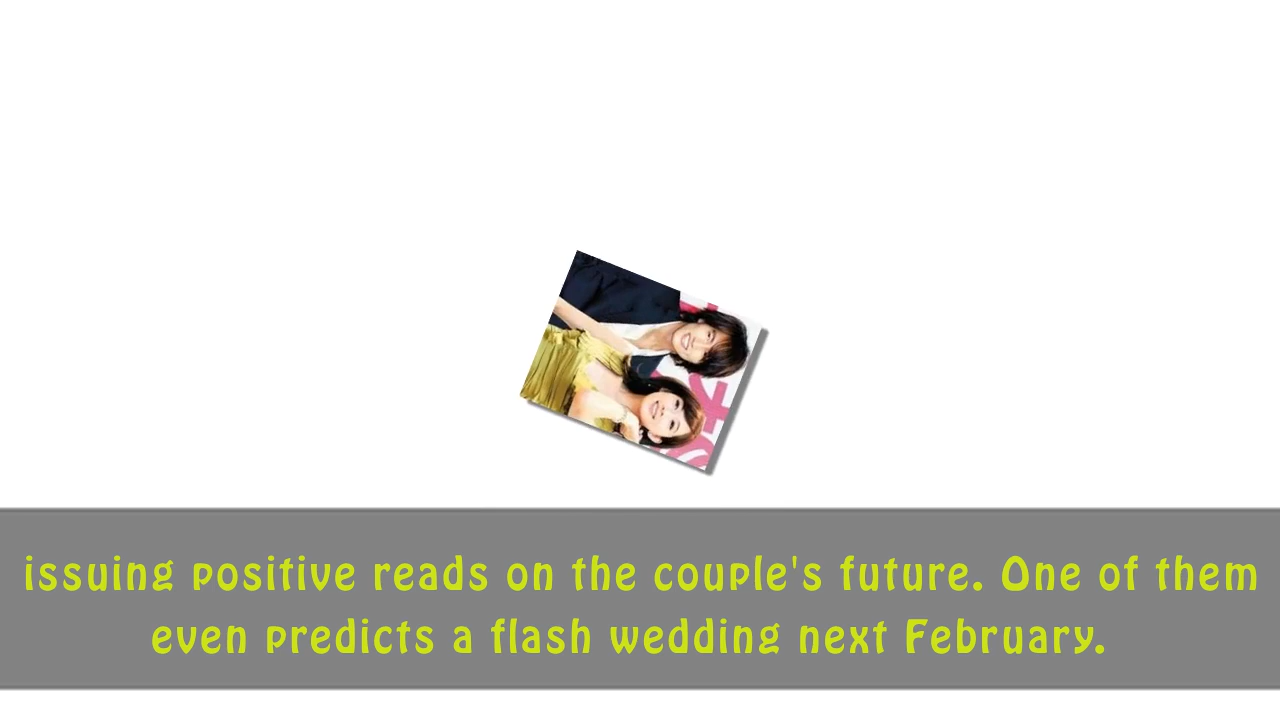 issuing positive reads on the couple's future. One of them
even predicts a flash wedding next February.